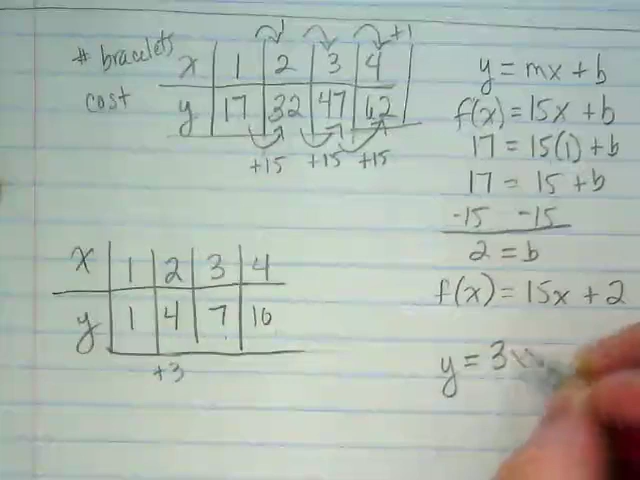 # bracelets x 1 2 3 4 +1
cost y 17 32 47 62
+15 +15 +15
y = mx + b
f(x) = 15x + b
17 = 15(1) + b
17 = 15 + b
-15 -15
2 = b
f(x) = 15x + 2
x 1 2 3 4
y 1 4 7 10
+3
y = 3x